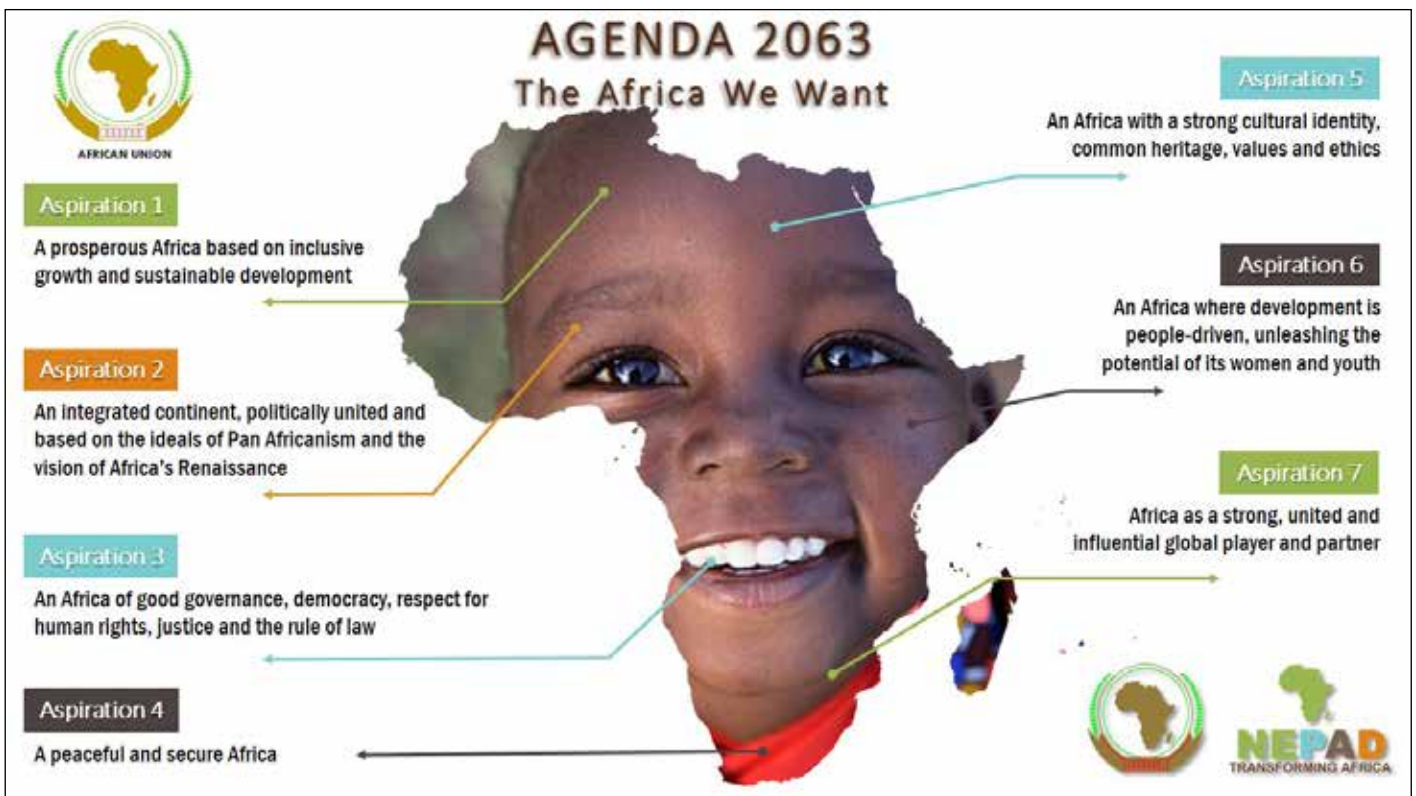 AGENDA 2063
The Africa We Want
AFRICAN UNION
Aspiration 1
A prosperous Africa based on inclusive
growth and sustainable development
Aspiration 2
An integrated continent, politically united and
based on the ideals of Pan Africanism and the
vision of Africa's Renaissance
Aspiration 3
An Africa of good governance, democracy, respect for
human rights, justice and the rule of law
Aspiration 4
A peaceful and secure Africa
Aspiration 5
An Africa with a strong cultural identity,
common heritage, values and ethics
Aspiration 6
An Africa where development is
people-driven, unleashing the
potential of its women and youth
Aspiration 7
Africa as a strong, united and
influential global player and partner
NEPAD
TRANSFORMING AFRICA